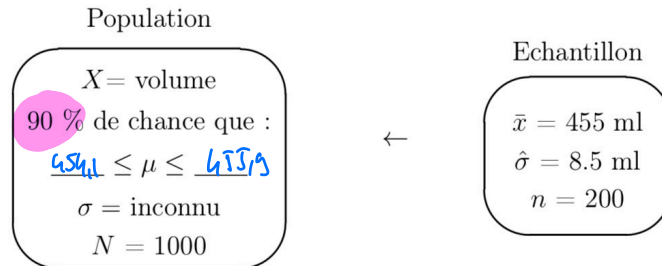 Population
X = volume
90 % de chance que :
454,1 ≤ μ ≤ 455,9
σ = inconnu
N = 1000
←
Echantillon
x̄ = 455 ml
σ̂ = 8.5 ml
n = 200